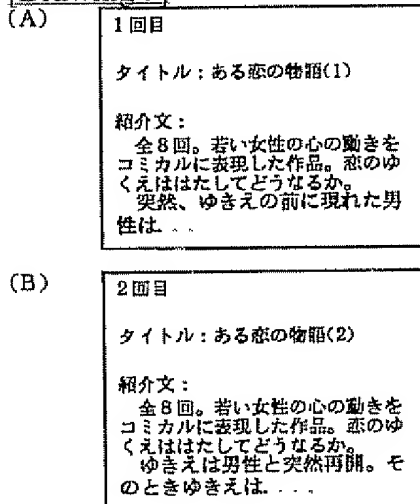 (A)
1回目
タイトル：ある恋の物語(1)
紹介文：
全8回。若い女性の心の動きを
コミカルに表現した作品。恋のゆ
くえははたしてどうなるか。
突然、ゆきえの前に現れた男
性は...
(B)
2回目
タイトル：ある恋の物語(2)
紹介文：
全8回。若い女性の心の動きを
コミカルに表現した作品。恋のゆ
くえははたしてどうなるか。
ゆきえは男性と突然再開。そ
のときゆきえは....